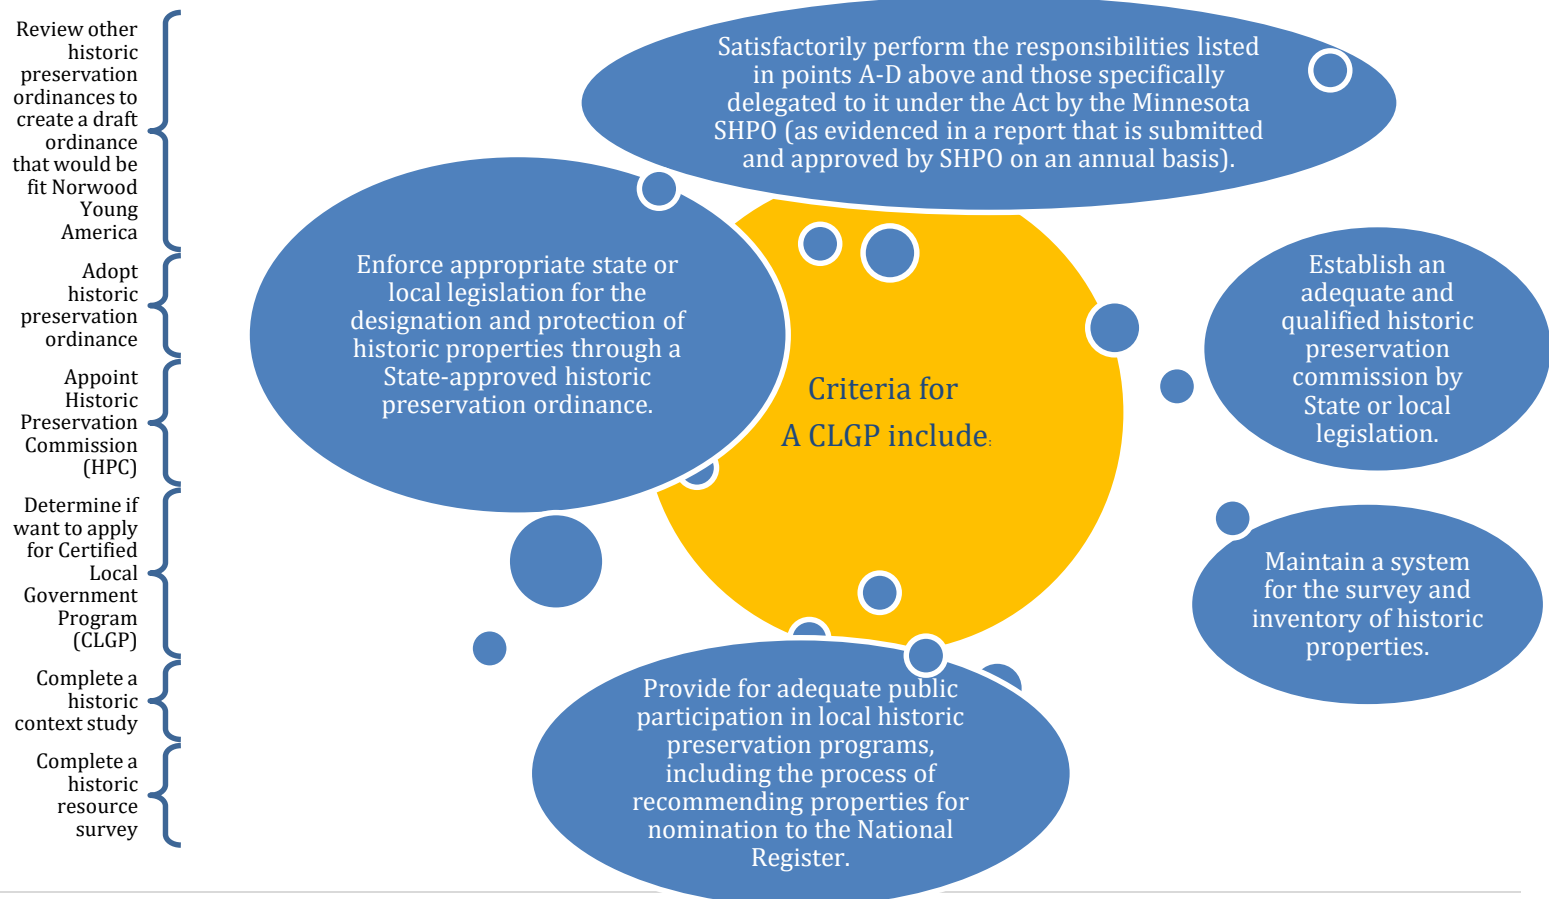 Review other
historic
preservation
ordinances to
create a draft
ordinance
that would be
fit Norwood
Young
America
Adopt
historic
preservation
ordinance
Appoint
Historic
Preservation
Commission
(HPC)
Determine if
want to apply
for Certified
Local
Government
Program
(CLGP)
Complete a
historic
context study
Complete a
historic
resource
survey
Satisfactorily perform the responsibilities listed
in points A-D above and those specifically
delegated to it under the Act by the Minnesota
SHPO (as evidenced in a report that is submitted
and approved by SHPO on an annual basis).
Enforce appropriate state or
local legislation for the
designation and protection of
historic properties through a
State-approved historic
preservation ordinance.
Criteria for
A CLGP include:
Establish an
adequate and
qualified historic
preservation
commission by
State or local
legislation.
Maintain a system
for the survey and
inventory of historic
properties.
Provide for adequate public
participation in local historic
preservation programs,
including the process of
recommending properties for
nomination to the National
Register.